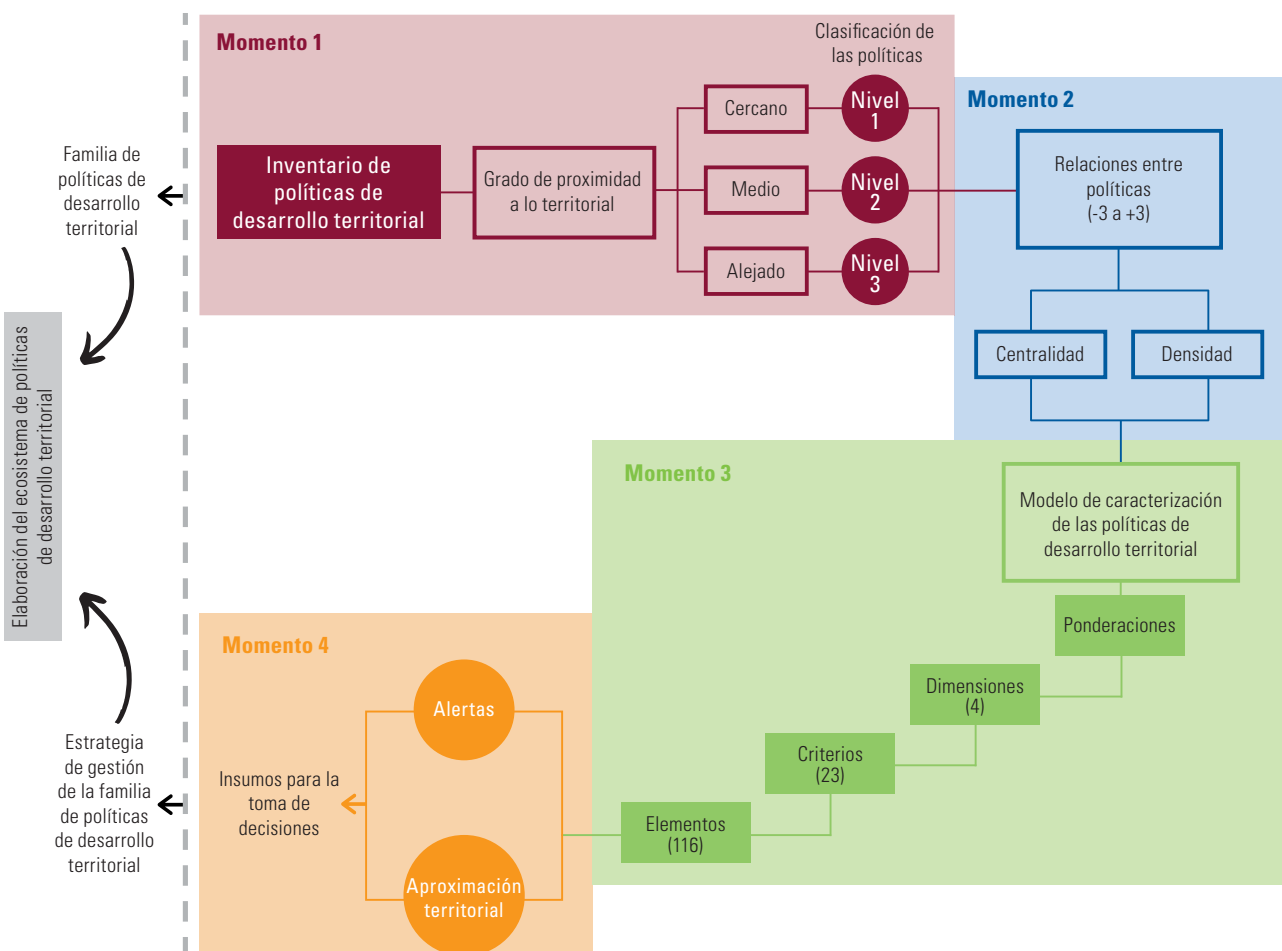 Momento 1
Clasificación de
las políticas
Inventario de
políticas de
desarrollo territorial
Grado de proximidad
a lo territorial
Cercano
Medio
Alejado
Nivel
1
Nivel
2
Nivel
3
Momento 2
Relaciones entre
políticas
(-3 a +3)
Centralidad
Densidad
Momento 3
Modelo de caracterización
de las políticas de
desarrollo territorial
Ponderaciones
Dimensiones
(4)
Criterios
(23)
Elementos
(116)
Momento 4
Alertas
Aproximación
territorial
Insumos para la
toma de
decisiones
Familia de
políticas de
desarrollo
territorial
Elaboración del ecosistema de políticas
de desarrollo territorial
Estrategia
de gestión
de la familia
de políticas
de desarrollo
territorial